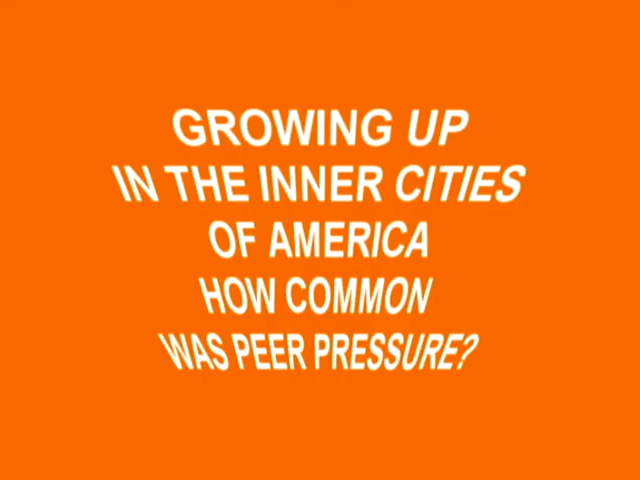 GROWING UP
IN THE INNER CITIES
OF AMERICA
HOW COMMON
WAS PEER PRESSURE?